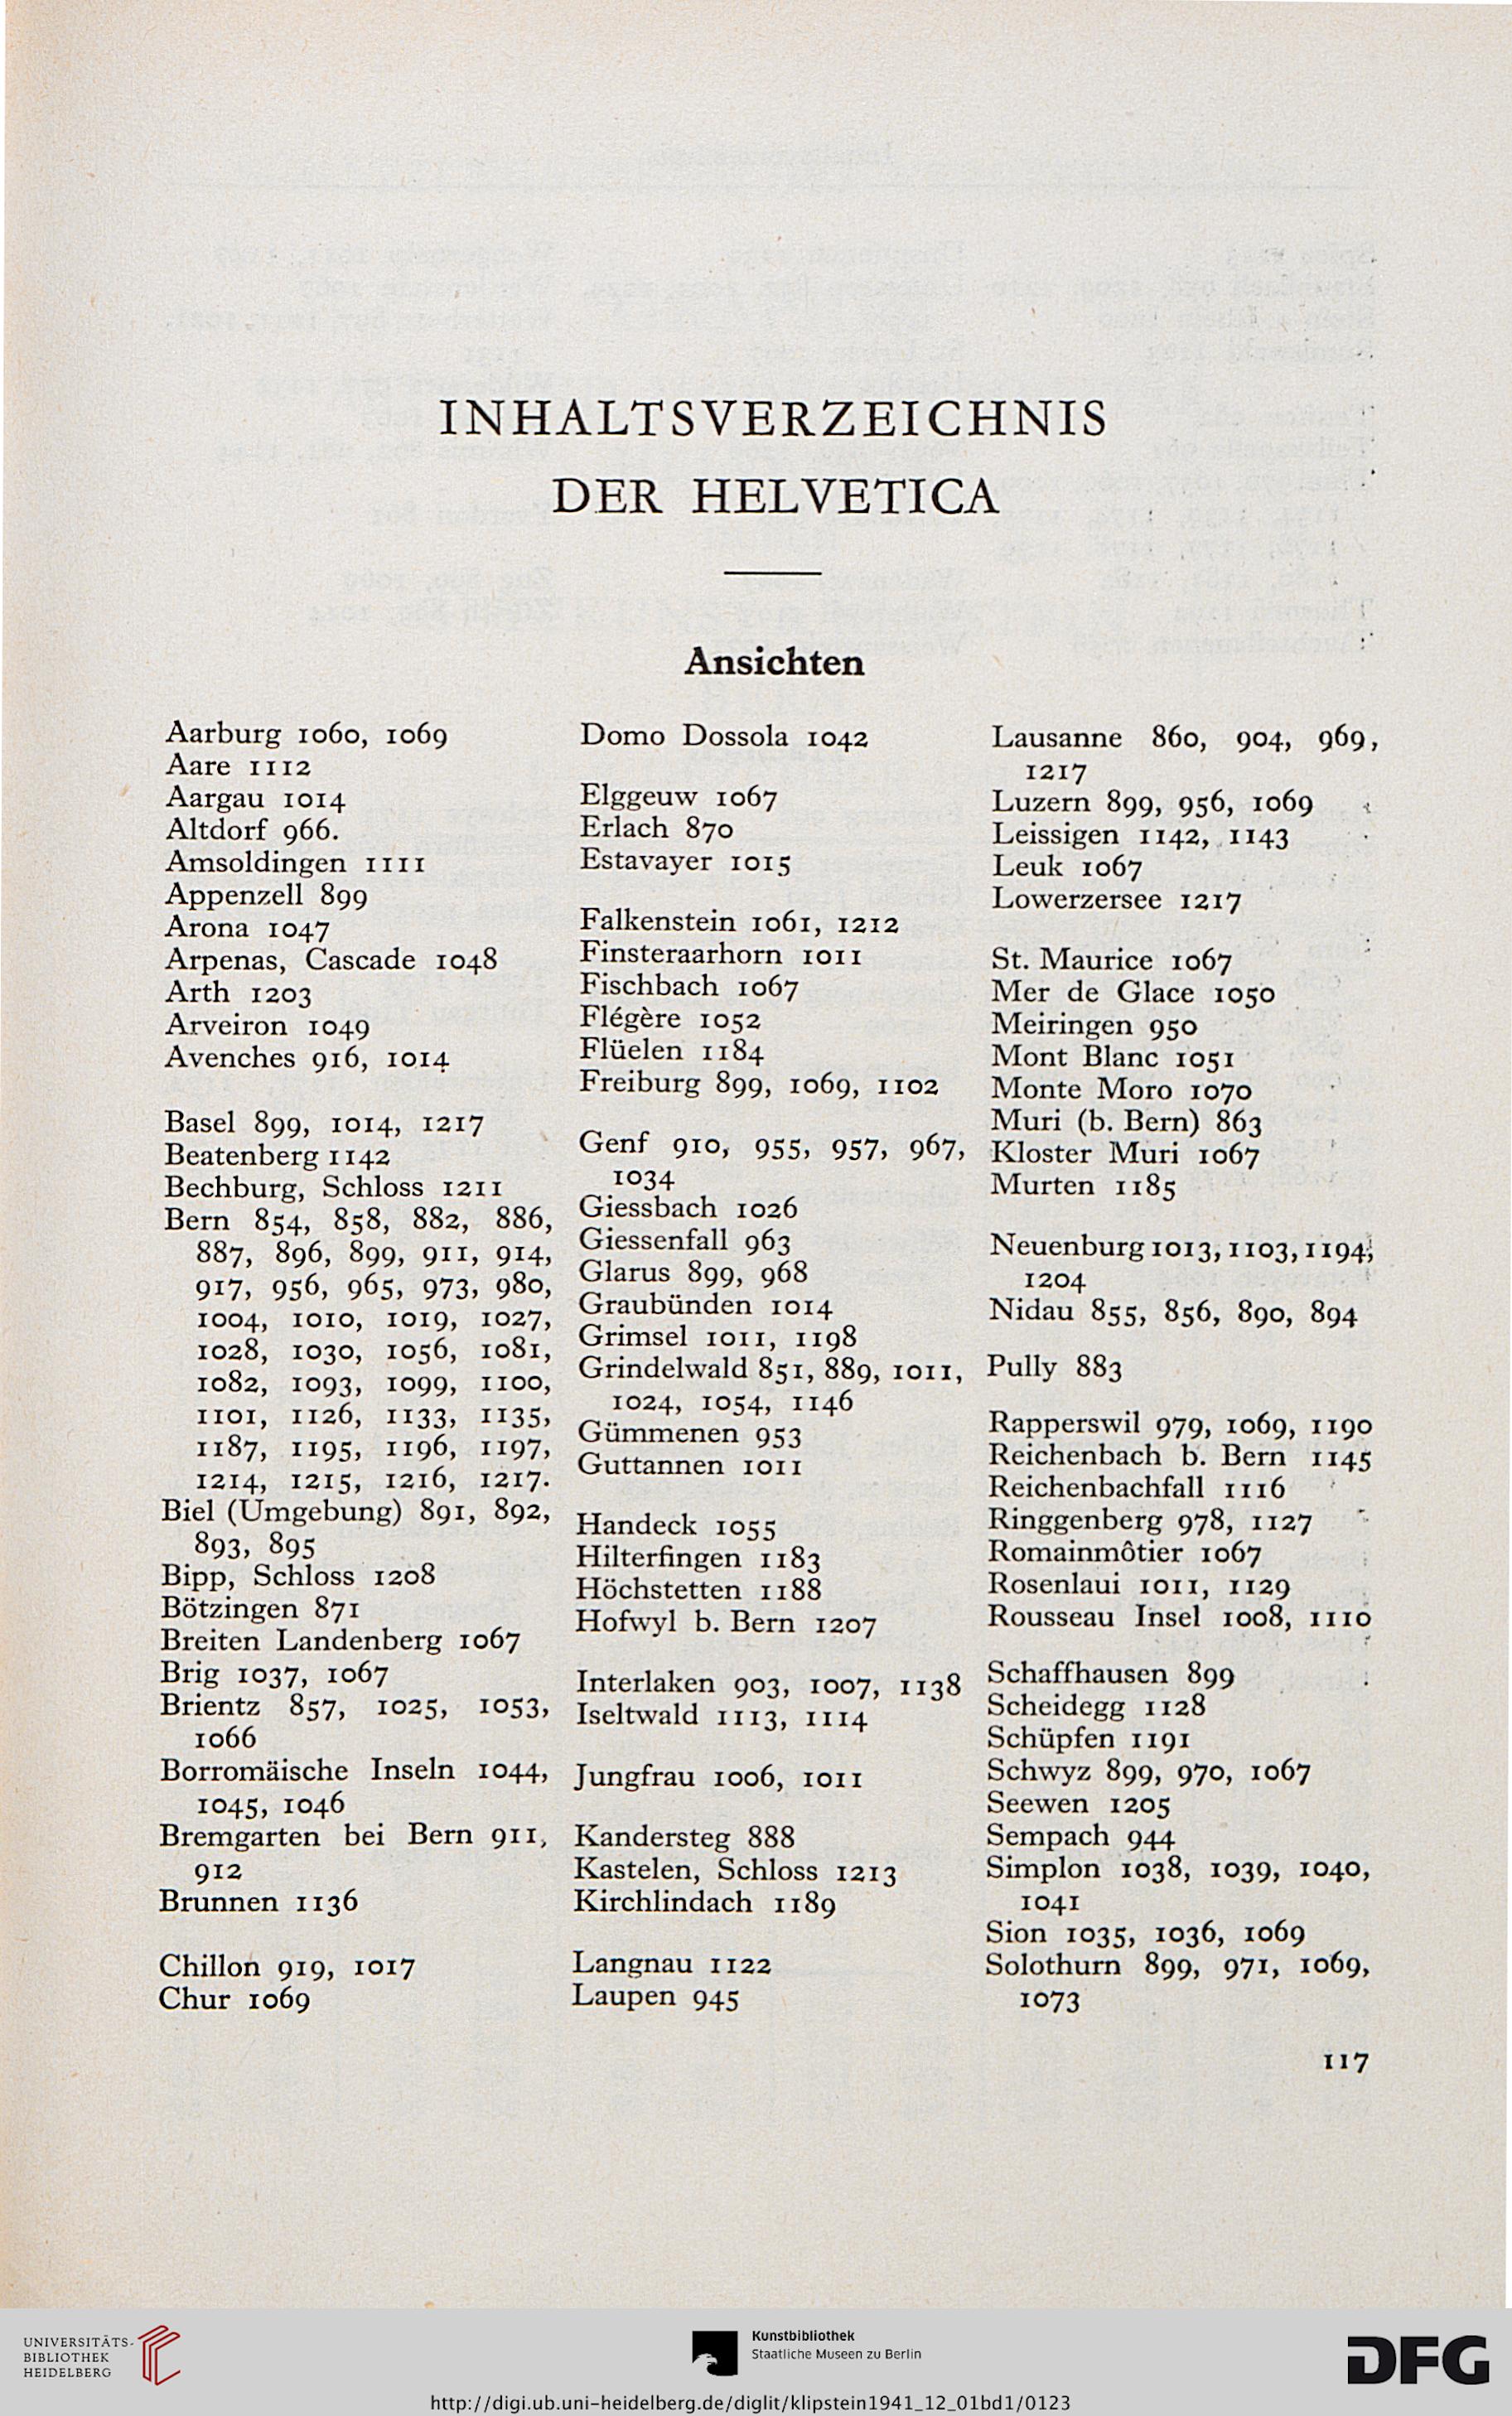 INHALTSVERZEICHNIS
DER HELVETICA
Ansichten
Aarburg 1060, 1069
Aare 1112
Aargau 1014
Altdorf 966.
Amsoldingen 1111
Appenzell 899
Arona 1047
Arpenas, Cascade 1048
Arth 1203
Arveiron 1049
Avenches 916, 1014
Basel 899, 1014, 1217
Beatenberg 1142
Bechburg, Schloss 1211
Bern 854, 858, 882, 886,
887, 896, 899, 911, 914,
917, 956, 965, 973, 980,
1004, 1010, 1019, 1027,
1028, 1030, 1056, 1081,
1082, 1093, 1099, 1100,
1101, 1126, 1133, 1135,
1187, 1195, 1196, 1197,
1214, 1215, 1216, 1217.
Biel (Umgebung) 891, 892,
893, 895
Bipp, Schloss 1208
Bötzingen 871
Breiten Landenberg 1067
Brig 1037, 1067
Brientz 857, 1025, 1053,
1066
Borromäische Inseln 1044,
1045, 1046
Bremgarten bei Bern 911,
912
Brunnen 1136
Chillon 919, 1017
Chur 1069
Domo Dossola 1042
Elggeuw 1067
Erlach 870
Estavayer 1015
Falkenstein 1061, 1212
Finsteraarhorn 1011
Fischbach 1067
Flégère 1052
Flüelen 1184
Freiburg 899, 1069, 1102
Genf 910, 955, 957, 967,
1034
Giessbach 1026
Giessenfall 963
Glarus 899, 968
Graubünden 1014
Grimsel 1011, 1198
Grindelwald 851, 889, 1011,
1024, 1054, 1146
Gümmenen 953
Guttannen 1011
Handeck 1055
Hilterfingen 1183
Höchstetten 1188
Hofwyl b. Bern 1207
Interlaken 903, 1007, 1138
Iseltwald 1113, 1114
Jungfrau 1006, 1011
Kandersteg 888
Kastelen, Schloss 1213
Kirchlindach 1189
Langnau 1122
Laupen 945
Lausanne 860, 904, 969,
1217
Luzern 899, 956, 1069
Leissigen 1142, 1143
Leuk 1067
Lowerzersee 1217
St. Maurice 1067
Mer de Glace 1050
Meiringen 950
Mont Blanc 1051
Monte Moro 1070
Muri (b. Bern) 863
Kloster Muri 1067
Murten 1185
Neuenburg 1013, 1103, 1194,
1204
Nidau 855, 856, 890, 894
Pully 883
Rapperswil 979, 1069, 1190
Reichenbach b. Bern 1145
Reichenbachfall 1116
Ringgenberg 978, 1127
Romainmôtier 1067
Rosenlaui 1011, 1129
Rousseau Insel 1008, 1110
Schaffhausen 899
Scheidegg 1128
Schüpfen 1191
Schwyz 899, 970, 1067
Seewen 1205
Sempach 944
Simplon 1038, 1039, 1040,
1041
Sion 1035, 1036, 1069
Solothurn 899, 971, 1069,
1073
117
UNIVERSITÄTS-
BIBLIOTHEK
HEIDELBERG
Kunstbibliothek
Staatliche Museen zu Berlin
DFG
http://digi.ub.uni-heidelberg.de/diglit/klipstein1941_12_01bd1/0123